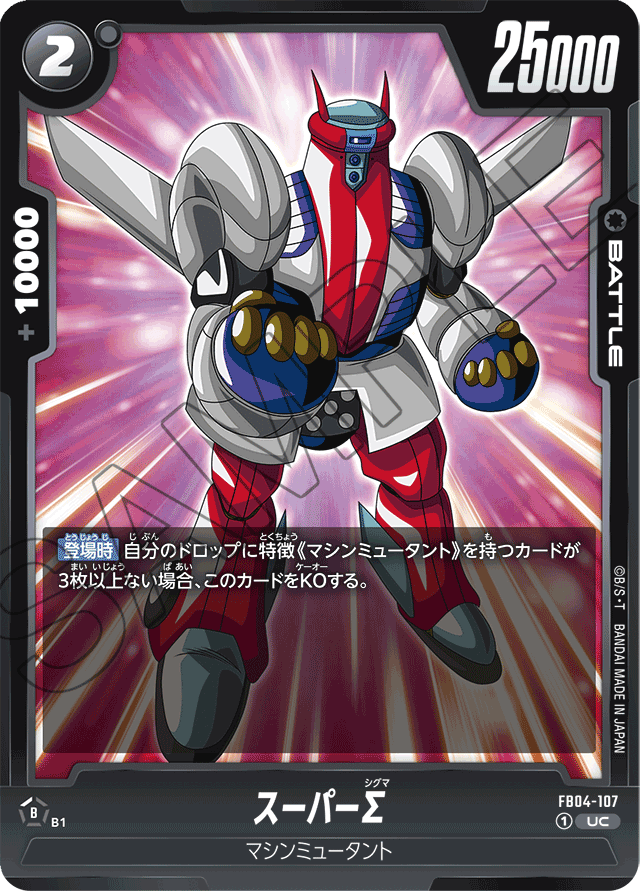 2
25000
+10000
BATTLE
SAMPLE
登場時 自分のドロップに特徴《マシンミュータント》を持つカードが
3枚以上ない場合、このカードをKOする。
©B/S・T BANDAI MADE IN JAPAN
シグマ
スーパーΣ
FB04-107
B B1
1 UC
マシンミュータント